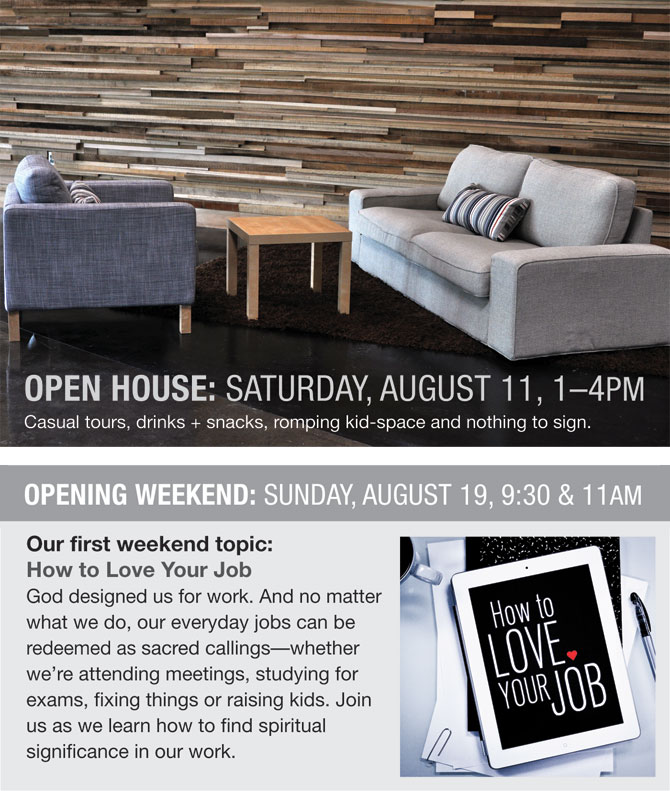 OPEN HOUSE: SATURDAY, AUGUST 11, 1–4PM
Casual tours, drinks + snacks, romping kid-space and nothing to sign.
OPENING WEEKEND: SUNDAY, AUGUST 19, 9:30 & 11AM
Our first weekend topic:
How to Love Your Job
God designed us for work. And no matter
what we do, our everyday jobs can be
redeemed as sacred callings—whether
we’re attending meetings, studying for
exams, fixing things or raising kids. Join
us as we learn how to find spiritual
significance in our work.
How to
LOVE
YOUR JOB